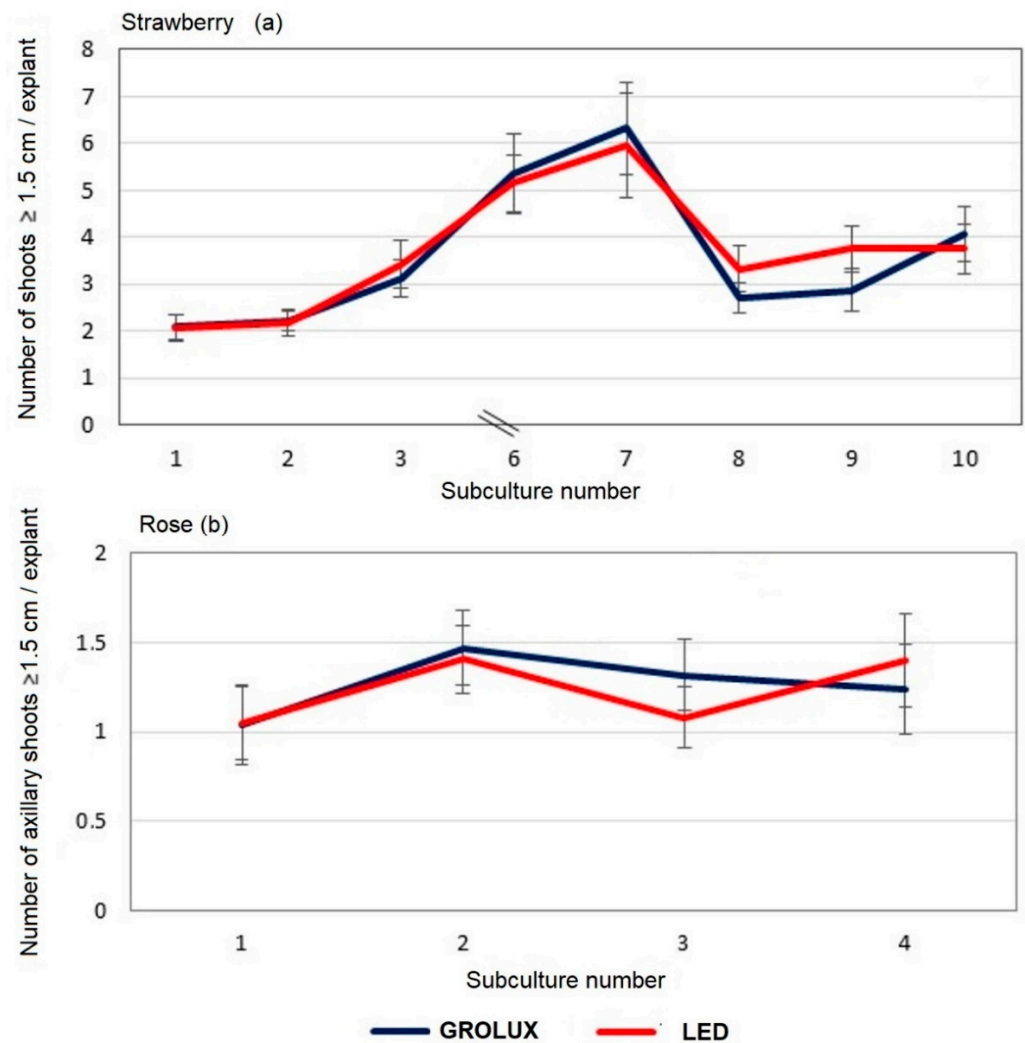 Strawberry (a)
Number of shoots ≥ 1.5 cm / explant
8
7
6
5
4
3
2
1
0
1 2 3 6 7 8 9 10
Subculture number
Rose (b)
Number of axillary shoots ≥1.5 cm / explant
2
1.5
1
0.5
0
1 2 3 4
Subculture number
GROLUX LED